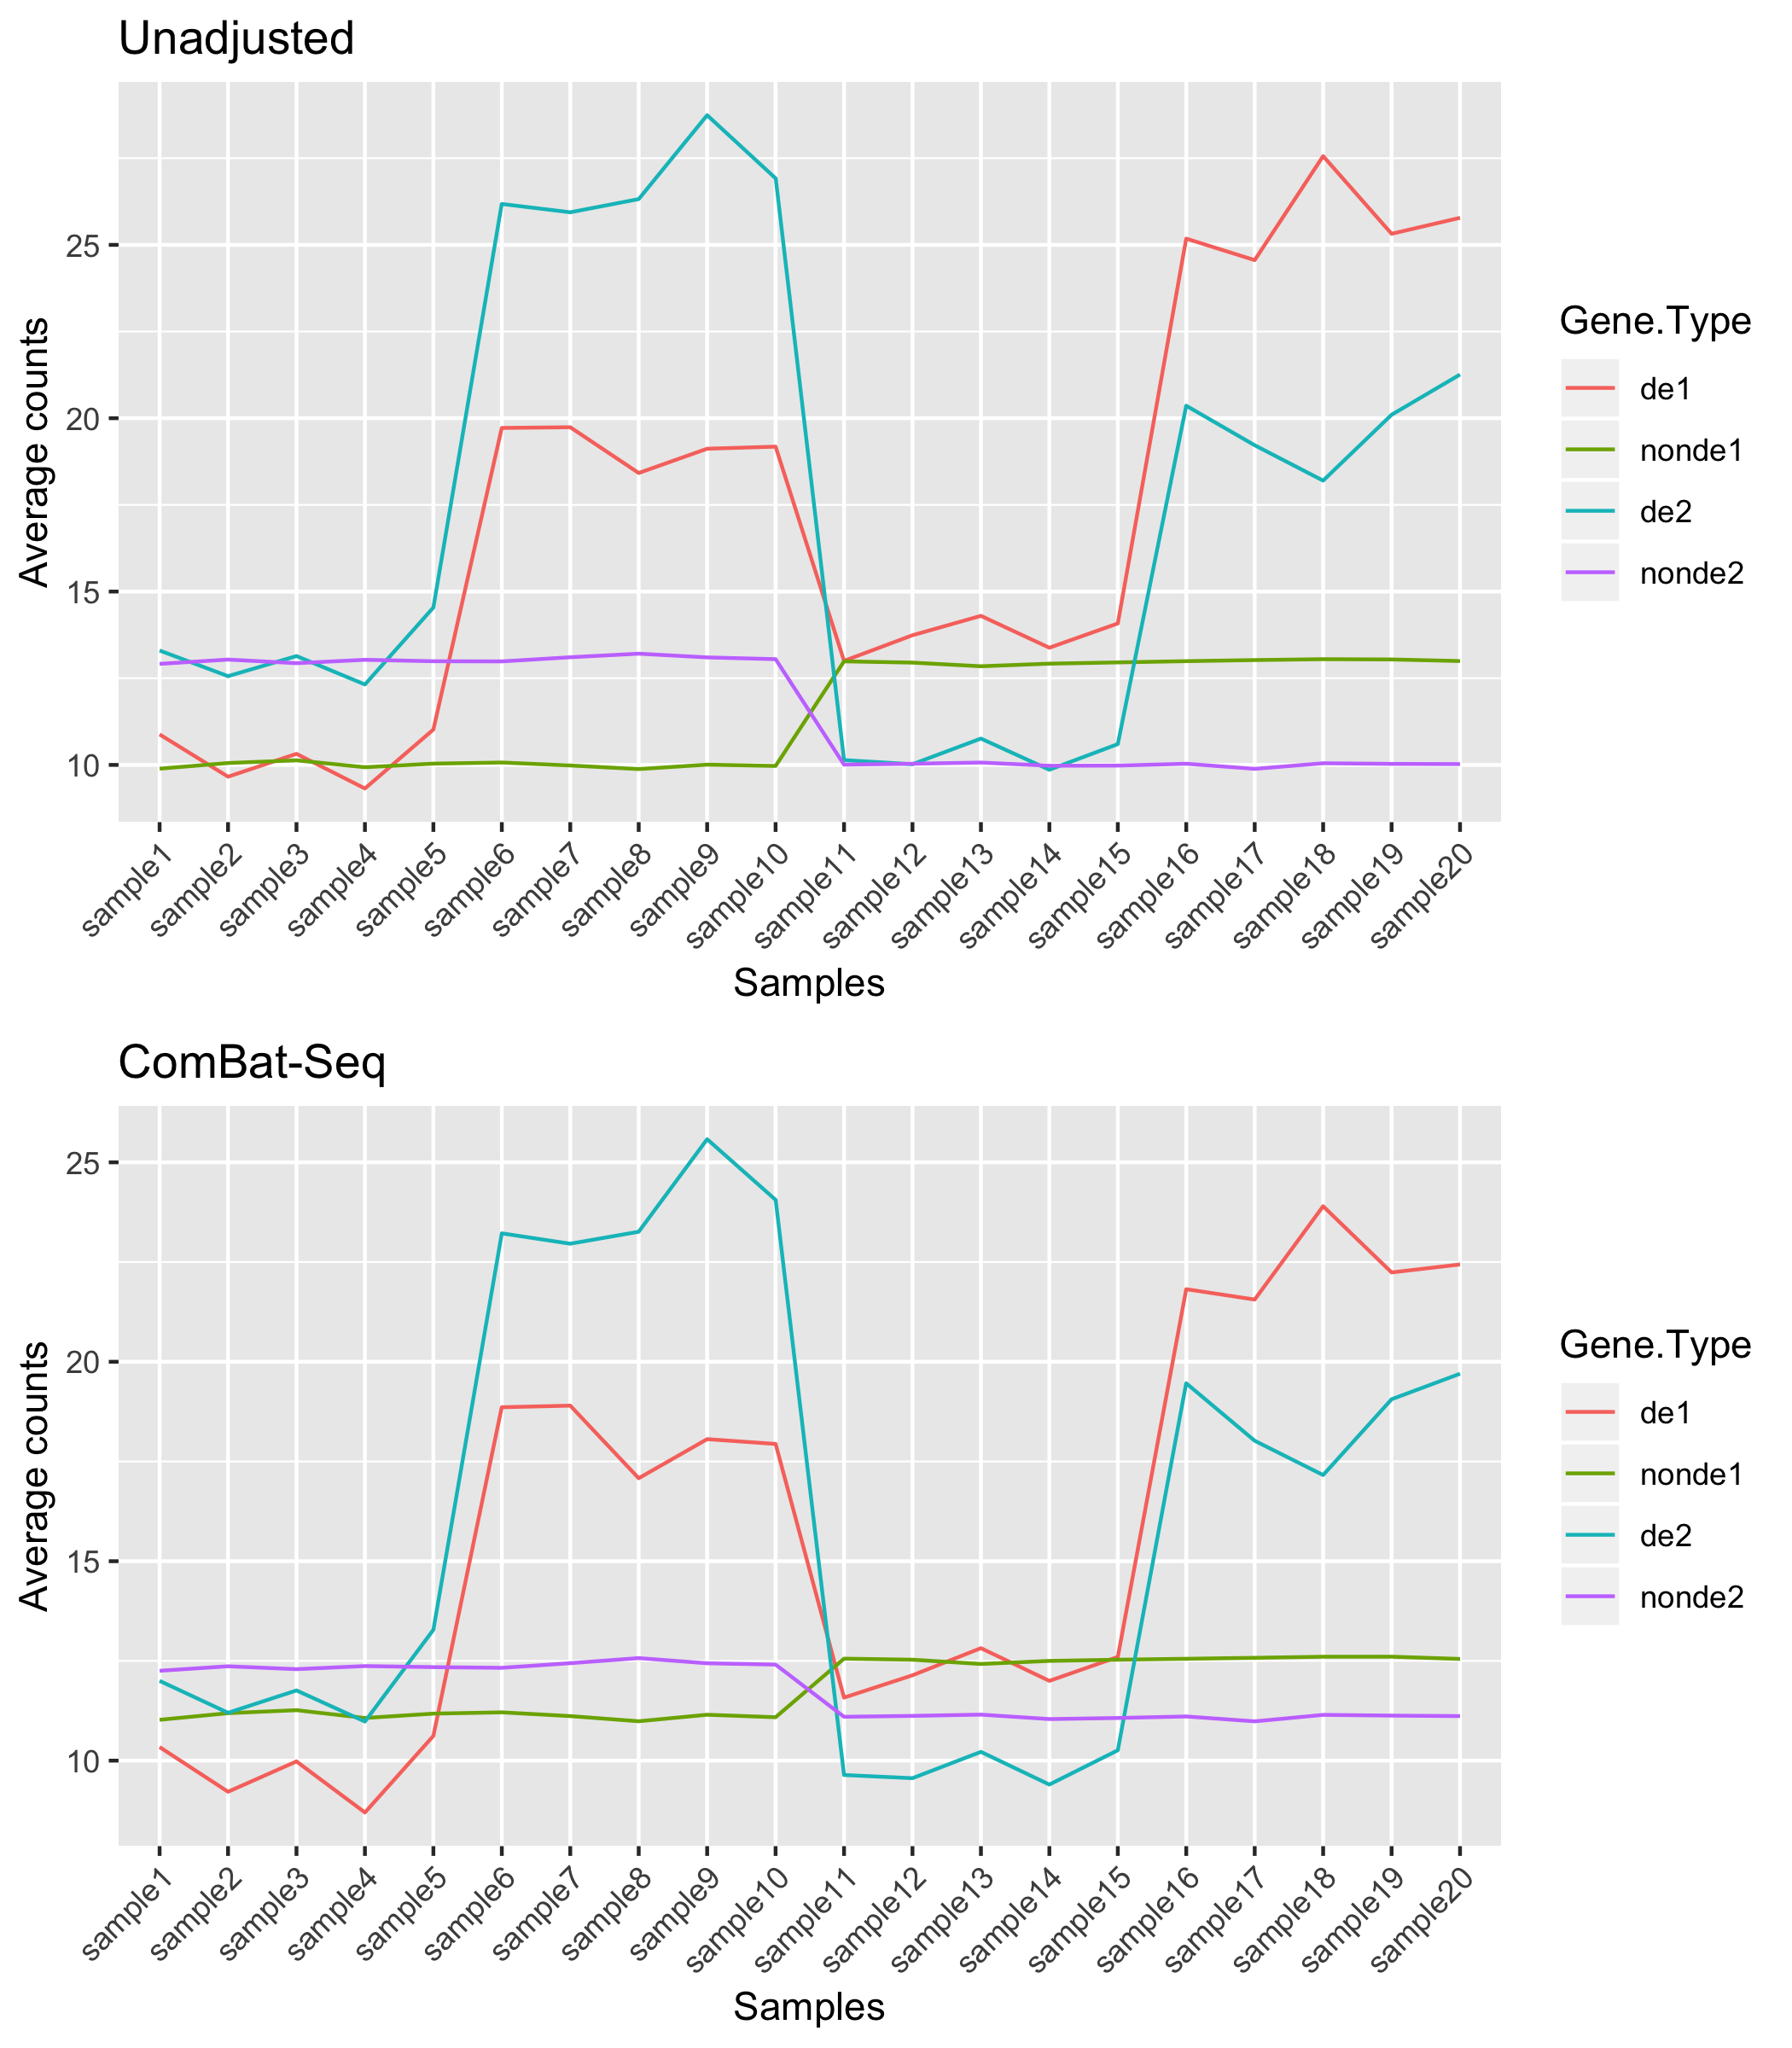 Unadjusted
25
20
15
10
Average counts
sample1
sample2
sample3
sample4
sample5
sample6
sample7
sample8
sample9
sample10
sample11
sample12
sample13
sample14
sample15
sample16
sample17
sample18
sample19
sample20
Samples
Gene.Type
de1
nonde1
de2
nonde2
ComBat-Seq
25
20
15
10
Average counts
sample1
sample2
sample3
sample4
sample5
sample6
sample7
sample8
sample9
sample10
sample11
sample12
sample13
sample14
sample15
sample16
sample17
sample18
sample19
sample20
Samples
Gene.Type
de1
nonde1
de2
nonde2